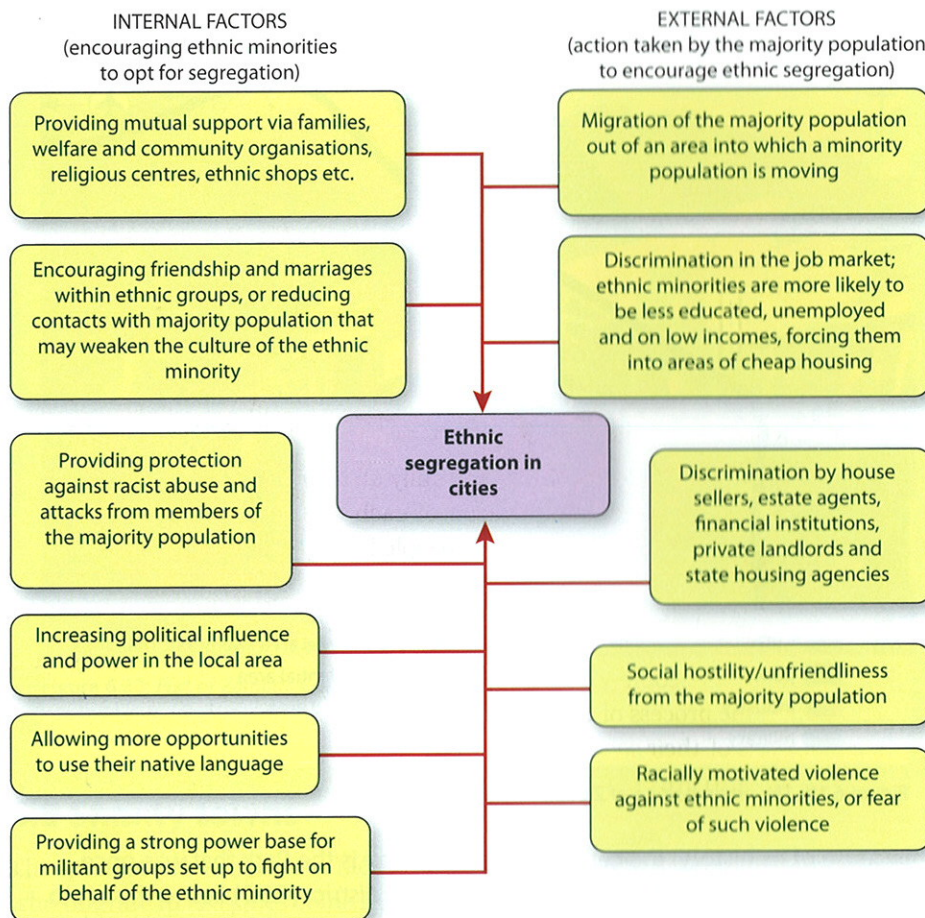 INTERNAL FACTORS
(encouraging ethnic minorities
to opt for segregation)
Providing mutual support via families,
welfare and community organisations,
religious centres, ethnic shops etc.
Encouraging friendship and marriages
within ethnic groups, or reducing
contacts with majority population that
may weaken the culture of the ethnic
minority
Providing protection
against racist abuse and
attacks from members of
the majority population
Increasing political influence
and power in the local area
Allowing more opportunities
to use their native language
Providing a strong power base for
militant groups set up to fight on
behalf of the ethnic minority
Ethnic
segregation in
cities
EXTERNAL FACTORS
(action taken by the majority population
to encourage ethnic segregation)
Migration of the majority population
out of an area into which a minority
population is moving
Discrimination in the job market;
ethnic minorities are more likely to
be less educated, unemployed
and on low incomes, forcing them
into areas of cheap housing
Discrimination by house
sellers, estate agents,
financial institutions,
private landlords and
state housing agencies
Social hostility/unfriendliness
from the majority population
Racially motivated violence
against ethnic minorities, or fear
of such violence